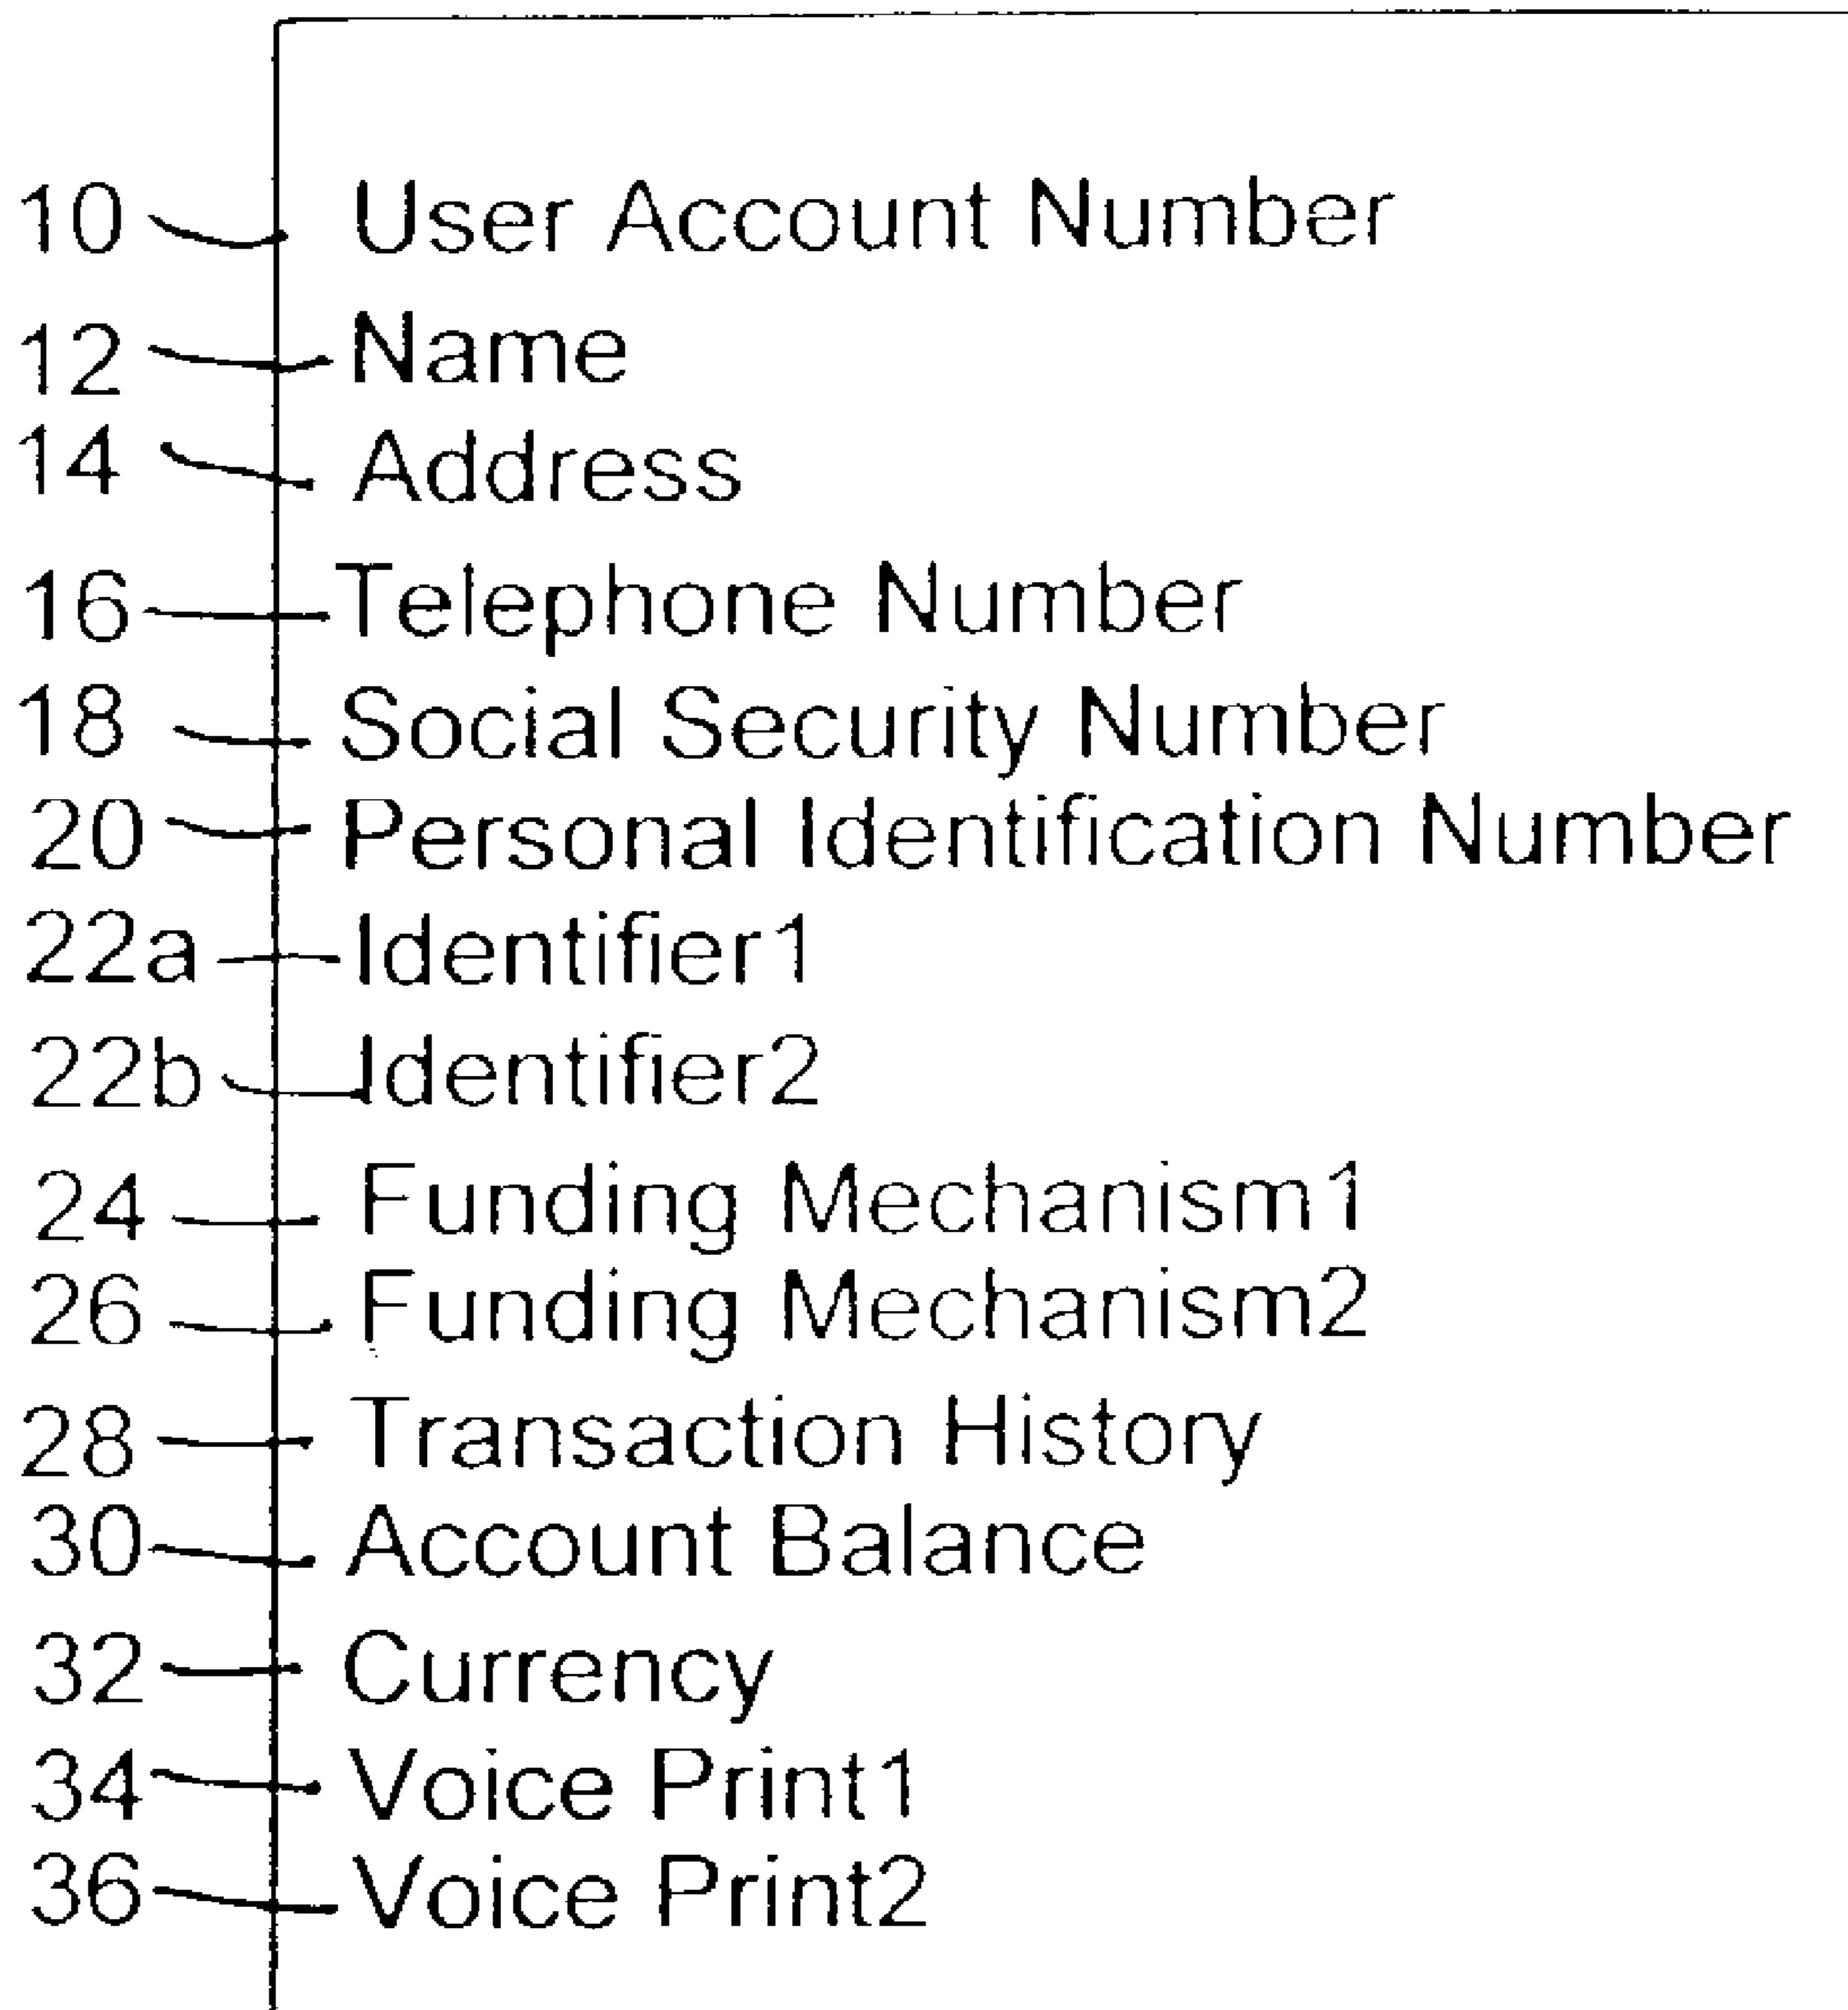 10 User Account Number
12 Name
14 Address
16 Telephone Number
18 Social Security Number
20 Personal Identification Number
22a Identifier1
22b Identifier2
24 Funding Mechanism1
26 Funding Mechanism2
28 Transaction History
30 Account Balance
32 Currency
34 Voice Print1
36 Voice Print2